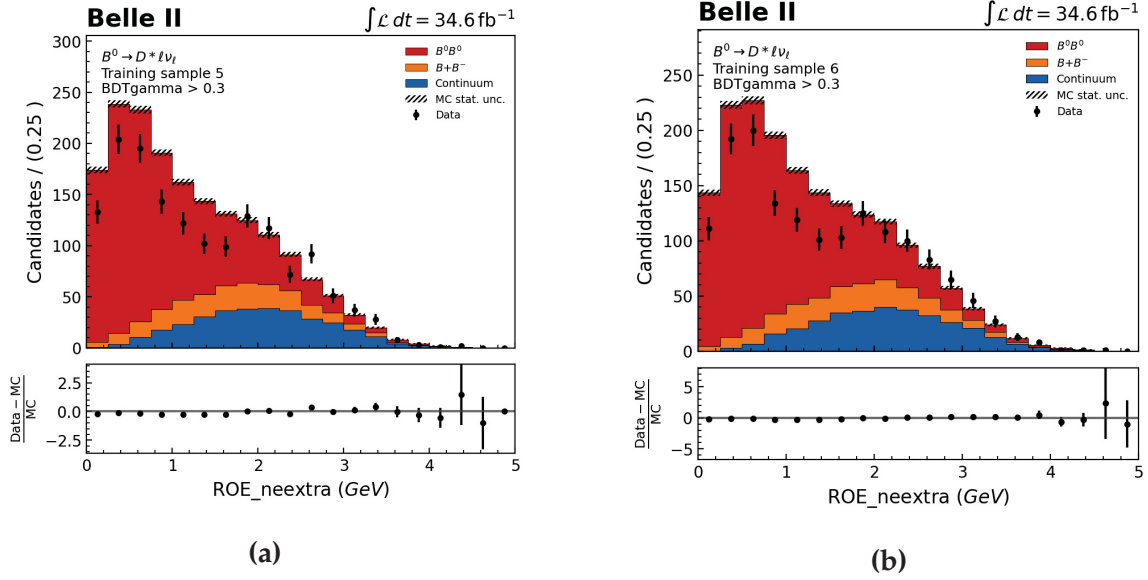 Belle II
∫ℒ dt = 34.6 fb⁻¹
B⁰ → D*ℓνℓ
Training sample 5
BDTgamma > 0.3
B⁰B⁰
B+B⁻
Continuum
MC stat. unc.
Data
Candidates / (0.25 )
300
250
200
150
100
50
0
Data − MC
MC
2.5
0.0
−2.5
0 1 2 3 4 5
ROE_neextra (GeV)
(a)
Belle II
∫ℒ dt = 34.6 fb⁻¹
B⁰ → D*ℓνℓ
Training sample 6
BDTgamma > 0.3
B⁰B⁰
B+B⁻
Continuum
MC stat. unc.
Data
Candidates / (0.25 )
250
200
150
100
50
0
Data − MC
MC
5
0
−5
0 1 2 3 4 5
ROE_neextra (GeV)
(b)